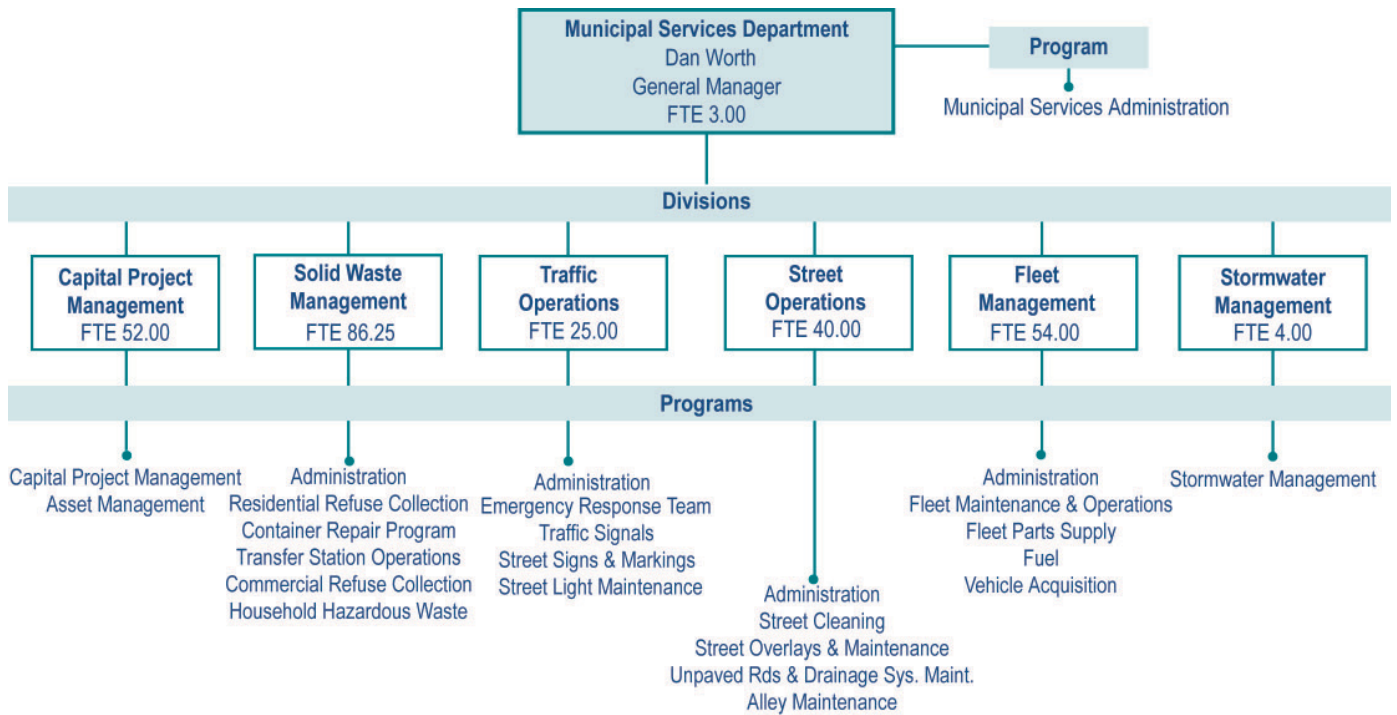 Municipal Services Department
Dan Worth
General Manager
FTE 3.00
Program
Municipal Services Administration
Divisions
Capital Project
Management
FTE 52.00
Solid Waste
Management
FTE 86.25
Traffic
Operations
FTE 25.00
Street
Operations
FTE 40.00
Fleet
Management
FTE 54.00
Stormwater
Management
FTE 4.00
Programs
Capital Project Management
Asset Management
Administration
Residential Refuse Collection
Container Repair Program
Transfer Station Operations
Commercial Refuse Collection
Household Hazardous Waste
Administration
Emergency Response Team
Traffic Signals
Street Signs & Markings
Street Light Maintenance
Administration
Street Cleaning
Street Overlays & Maintenance
Unpaved Rds & Drainage Sys. Maint.
Alley Maintenance
Administration
Fleet Maintenance & Operations
Fleet Parts Supply
Fuel
Vehicle Acquisition
Stormwater Management